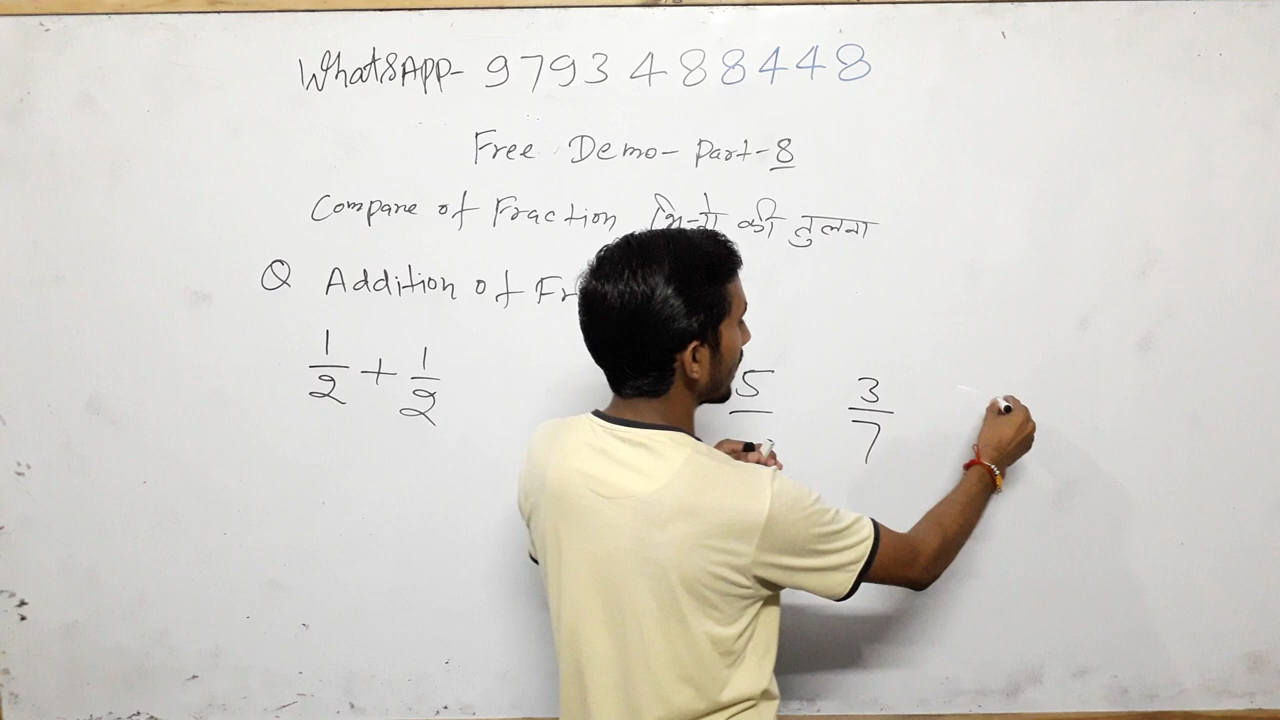 WhatsApp- 9793488448
Free Demo- Part-8
Compare of Fraction भिन्नो की तुलना
Q Addition of Fr
1/2 + 1/2 5 3/7